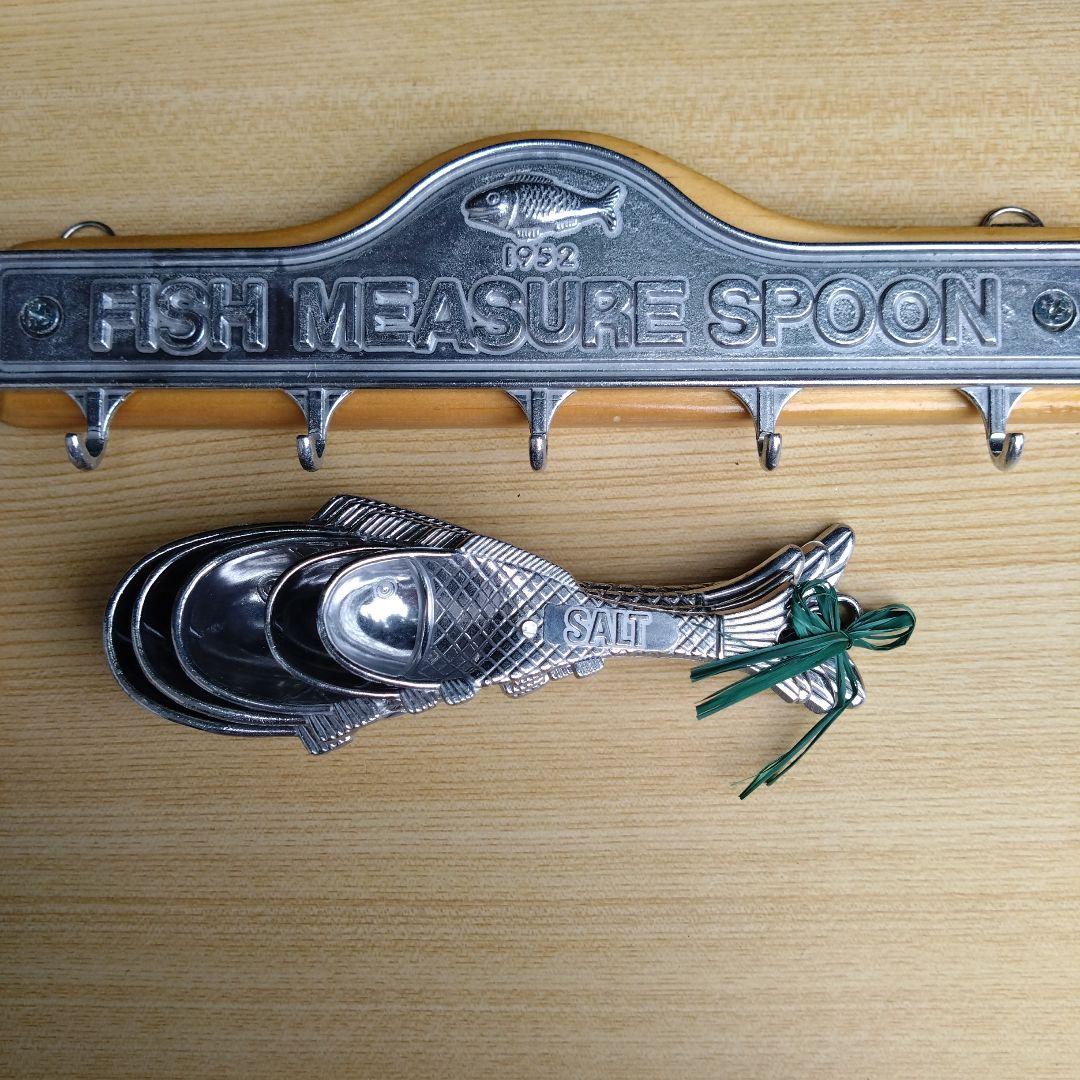 1952
FISH MEASURE SPOON
SALT